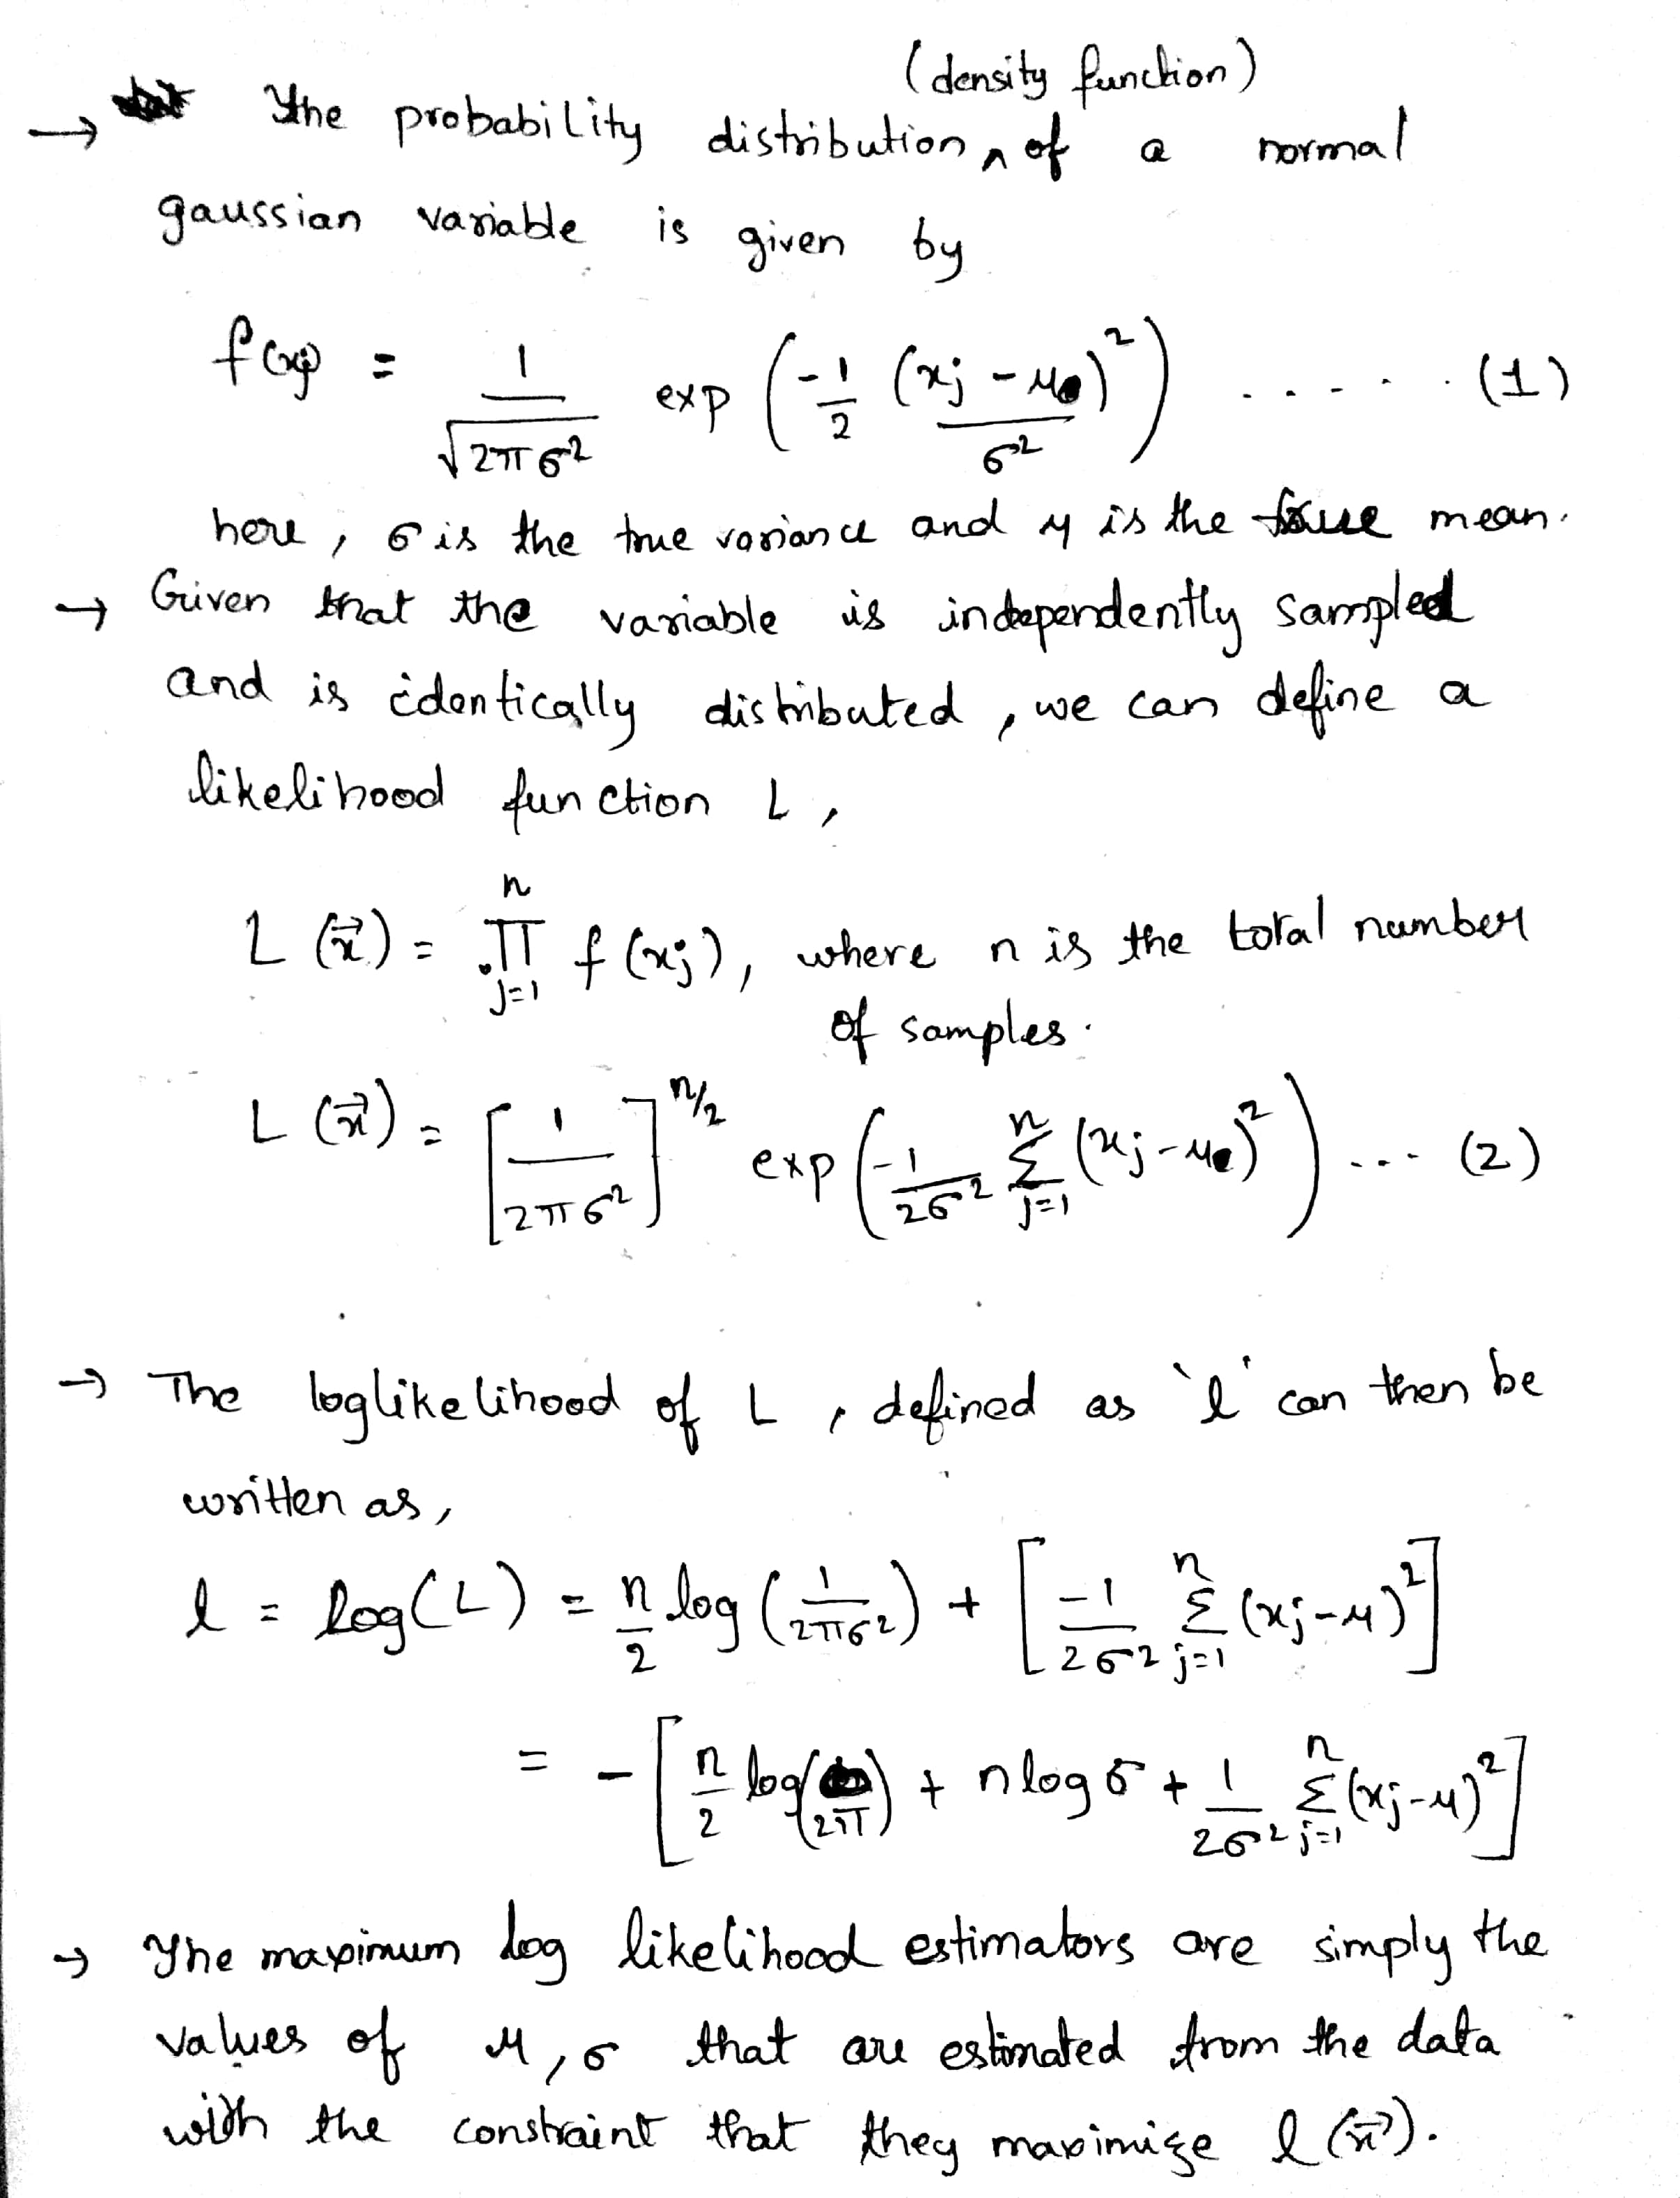 (density function)
→ The probability distribution ^ of a normal
gaussian variable is given by
f(xj) = 1/√(2πσ²) exp(-1/2 (xj - μ)²/σ²) ..... (1)
here, σ is the true variance and μ is the true mean.
→ Given that the variable is independently sampled
and is identically distributed, we can define a
likelihood function L,
L(x⃗) = ∏_{j=1}^{n} f(xj), where n is the total number
of samples.
L(x⃗) = [1/(2πσ²)]^{n/2} exp(-1/(2σ²) Σ_{j=1}^{n} (xj - μ)²) ... (2)
→ The loglikelihood of L, defined as 'l' can then be
written as,
l = log(L) = n/2 log(1/(2πσ²)) + [-1/(2σ²) Σ_{j=1}^{n} (xj - μ)²]
= -[n/2 log(2π) + n log σ + 1/(2σ²) Σ_{j=1}^{n} (xj - μ)²]
→ The maximum log likelihood estimators are simply the
values of μ, σ that are estimated from the data
with the constraint that they maximize l(x⃗).